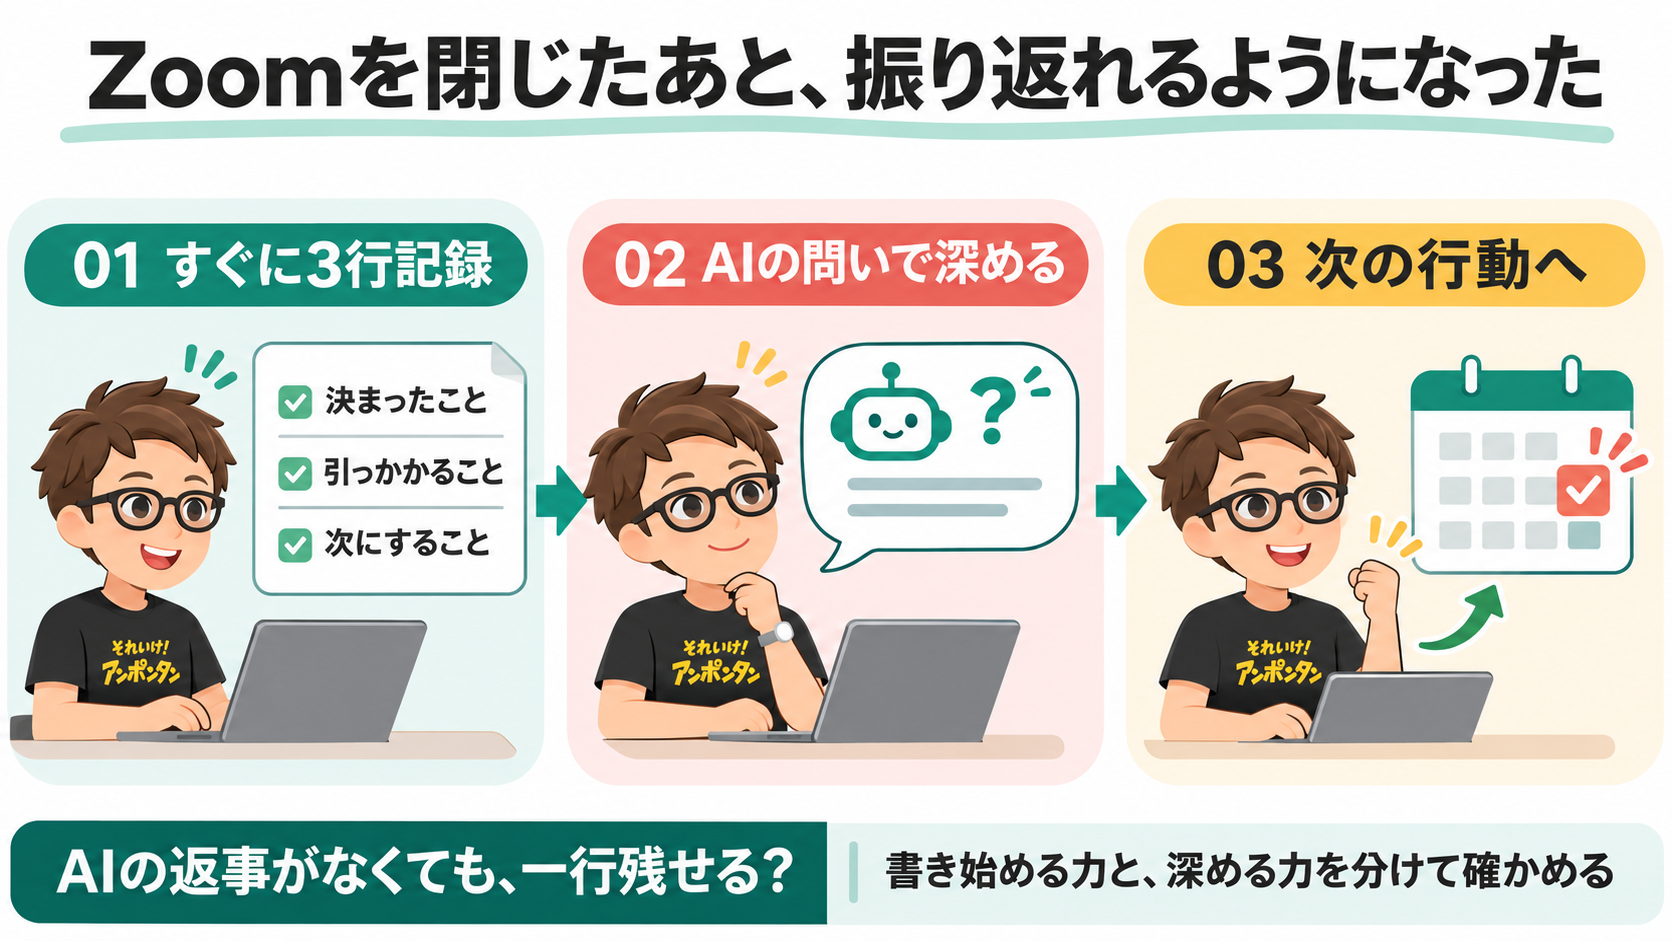 Zoomを閉じたあと、振り返れるようになった
01 すぐに3行記録
決まったこと
引っかかること
次にすること
それいけ!
アンポンタン
02 AIの問いで深める
?
それいけ!
アンポンタン
03 次の行動へ
それいけ!
アンポンタン
AIの返事がなくても、一行残せる?
書き始める力と、深める力を分けて確かめる